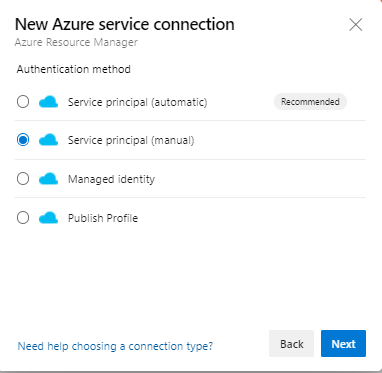 New Azure service connection
Azure Resource Manager
Authentication method
Service principal (automatic) Recommended
Service principal (manual)
Managed identity
Publish Profile
Need help choosing a connection type? Back Next